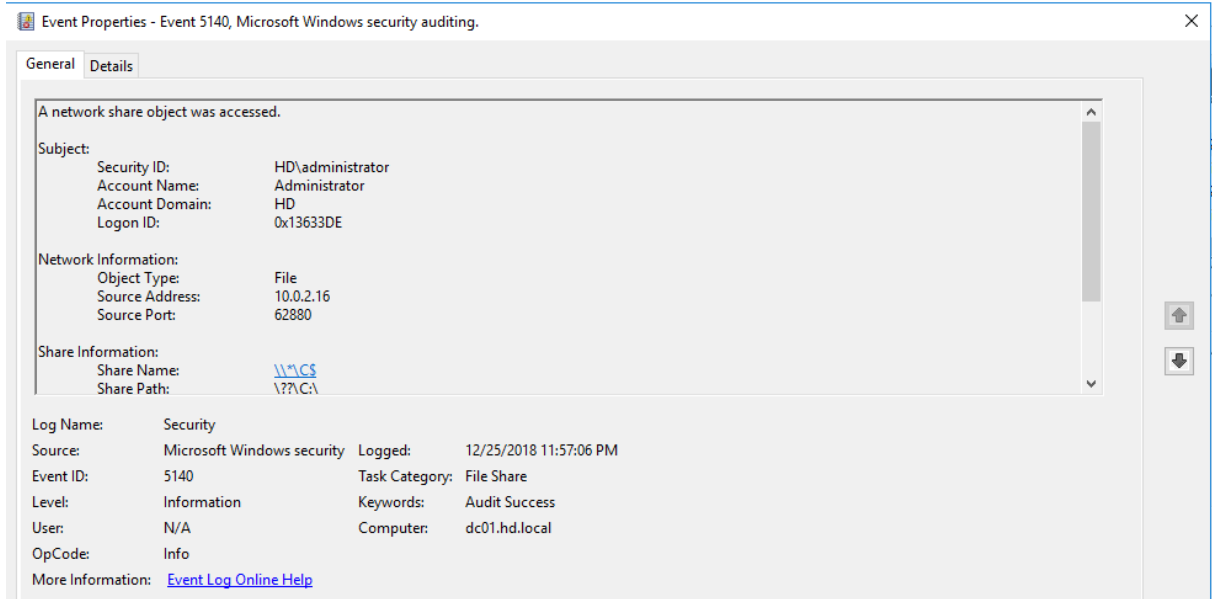 Event Properties - Event 5140, Microsoft Windows security auditing.
General Details
A network share object was accessed.
Subject:
Security ID: HD\administrator
Account Name: Administrator
Account Domain: HD
Logon ID: 0x13633DE
Network Information:
Object Type: File
Source Address: 10.0.2.16
Source Port: 62880
Share Information:
Share Name: \\*\C$
Share Path: \??\C:\
Log Name: Security
Source: Microsoft Windows security Logged: 12/25/2018 11:57:06 PM
Event ID: 5140 Task Category: File Share
Level: Information Keywords: Audit Success
User: N/A Computer: dc01.hd.local
OpCode: Info
More Information: Event Log Online Help